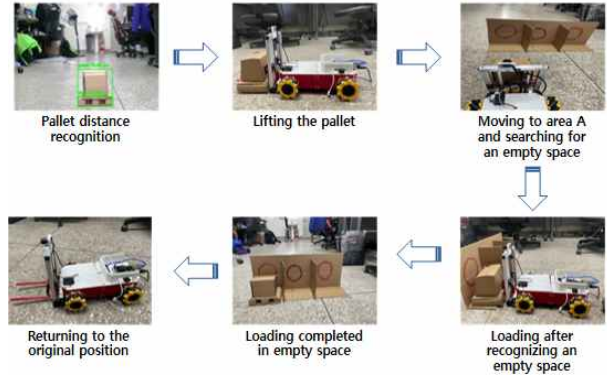 Pallet distance
recognition
Lifting the pallet
Moving to area A
and searching for
an empty space
Returning to the
original position
Loading completed
in empty space
Loading after
recognizing an
empty space